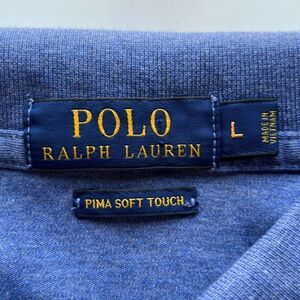 POLO
RALPH LAUREN
L
MADE IN
VIETNAM
PIMA SOFT TOUCH